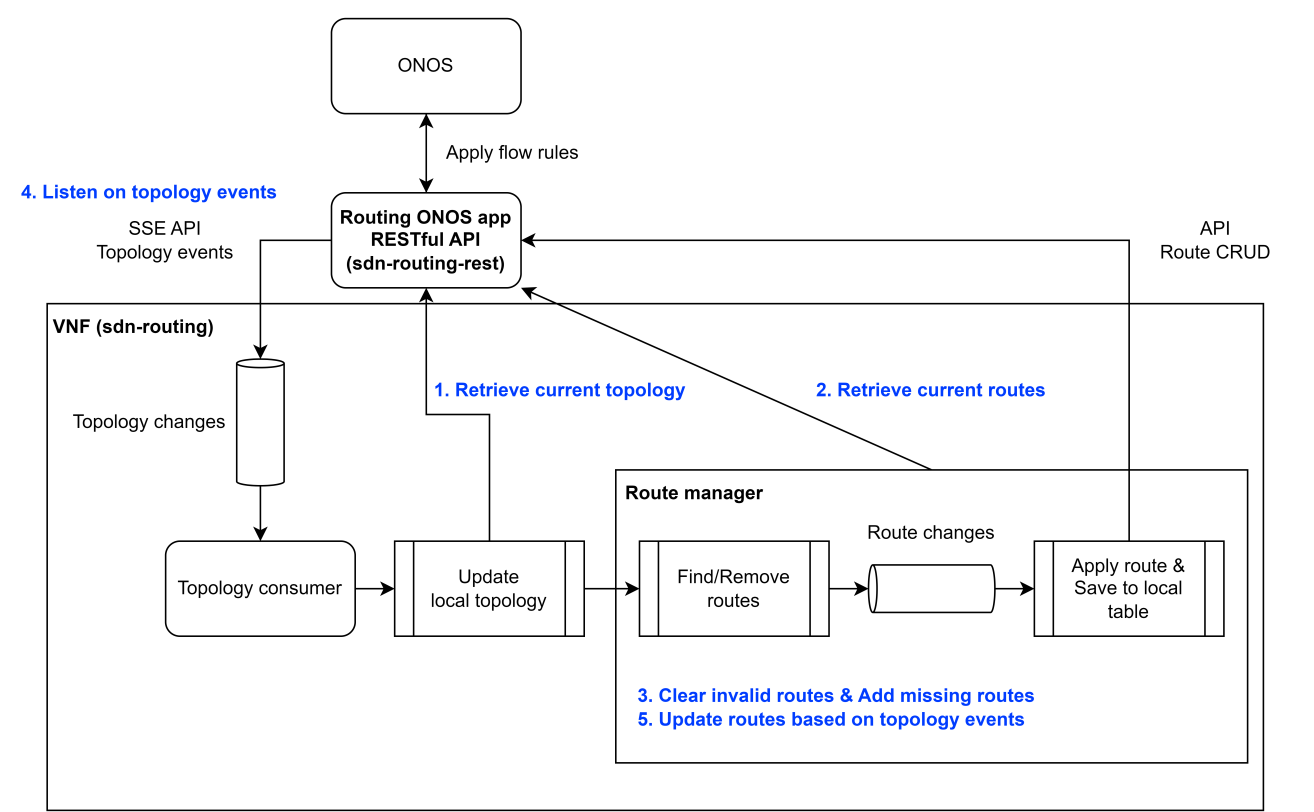 ONOS
Apply flow rules
4. Listen on topology events
SSE API
Topology events
Routing ONOS app
RESTful API
(sdn-routing-rest)
API
Route CRUD
VNF (sdn-routing)
1. Retrieve current topology
2. Retrieve current routes
Topology changes
Route manager
Route changes
Topology consumer
Update
local topology
Find/Remove
routes
Apply route &
Save to local
table
3. Clear invalid routes & Add missing routes
5. Update routes based on topology events